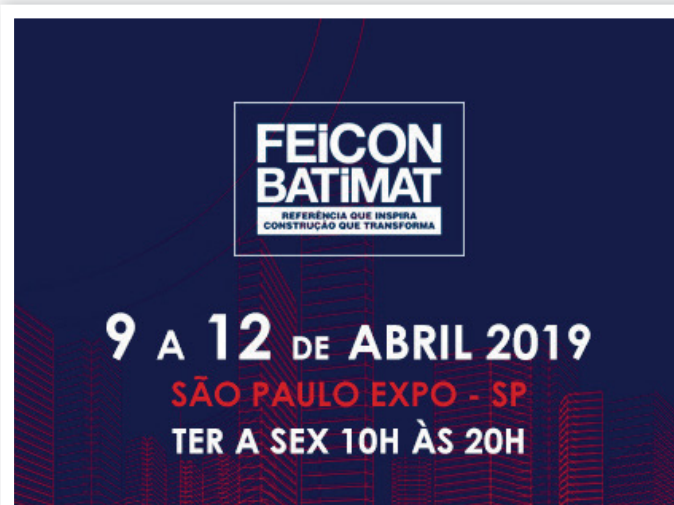 FEiCON
BATiMAT
REFERÊNCIA QUE INSPIRA
CONSTRUÇÃO QUE TRANSFORMA
9 A 12 DE ABRIL 2019
SÃO PAULO EXPO - SP
TER A SEX 10H ÀS 20H